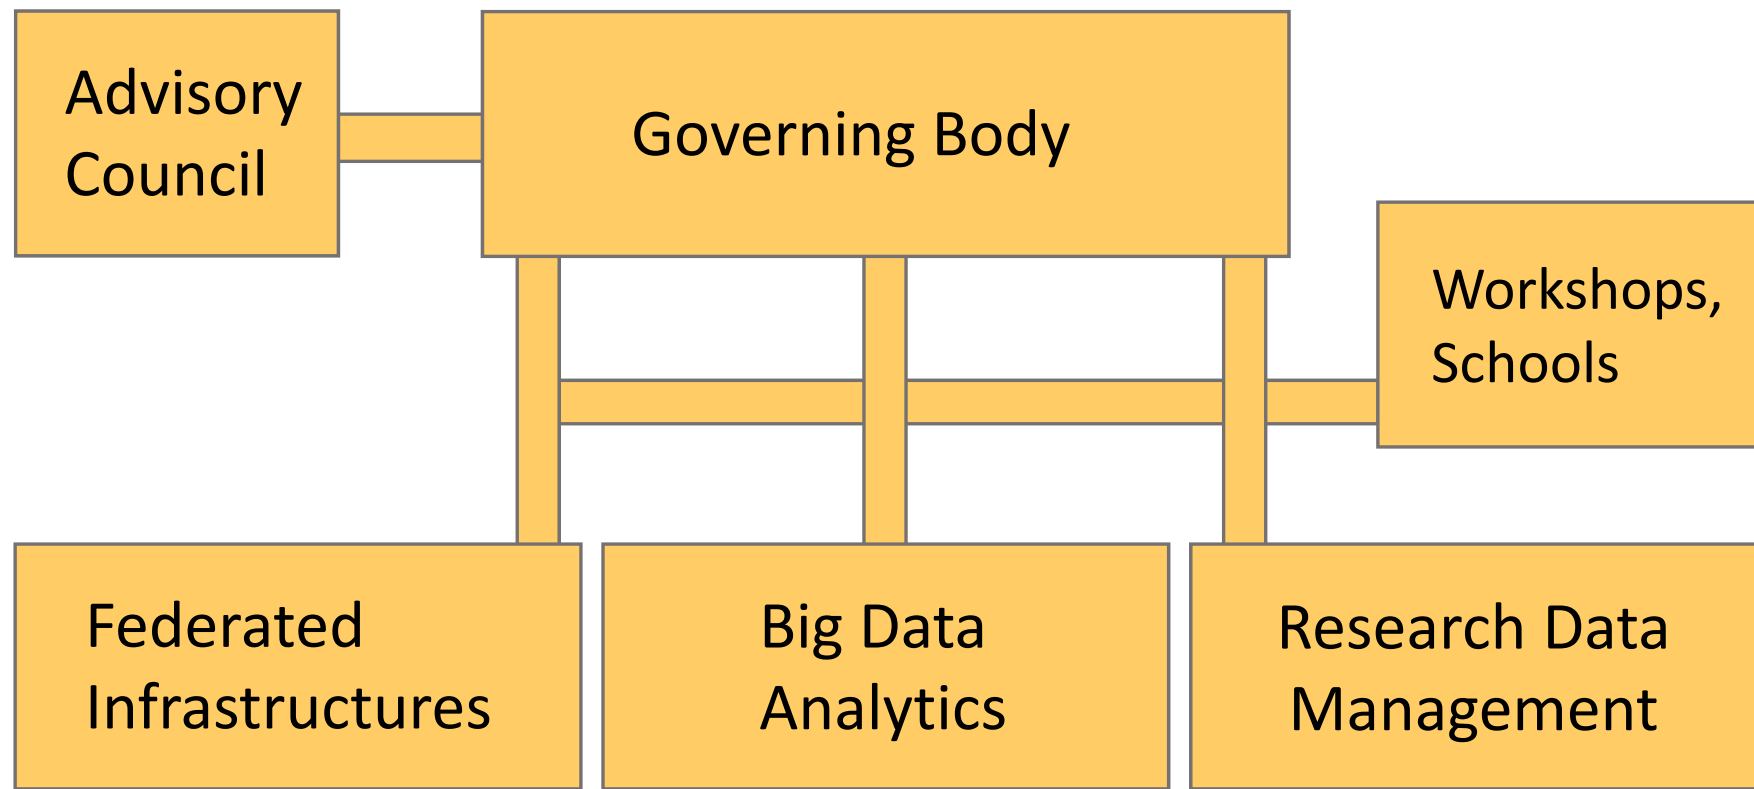 Advisory
Council
Governing Body
Workshops,
Schools
Federated
Infrastructures
Big Data
Analytics
Research Data
Management